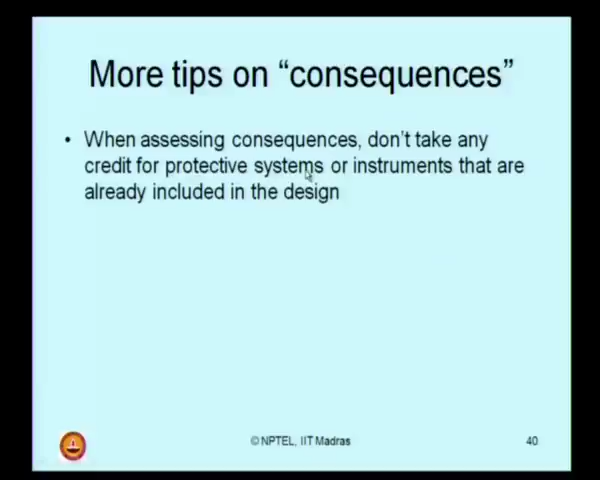 More tips on “consequences”
• When assessing consequences, don’t take any
credit for protective systems or instruments that are
already included in the design
© NPTEL, IIT Madras
40